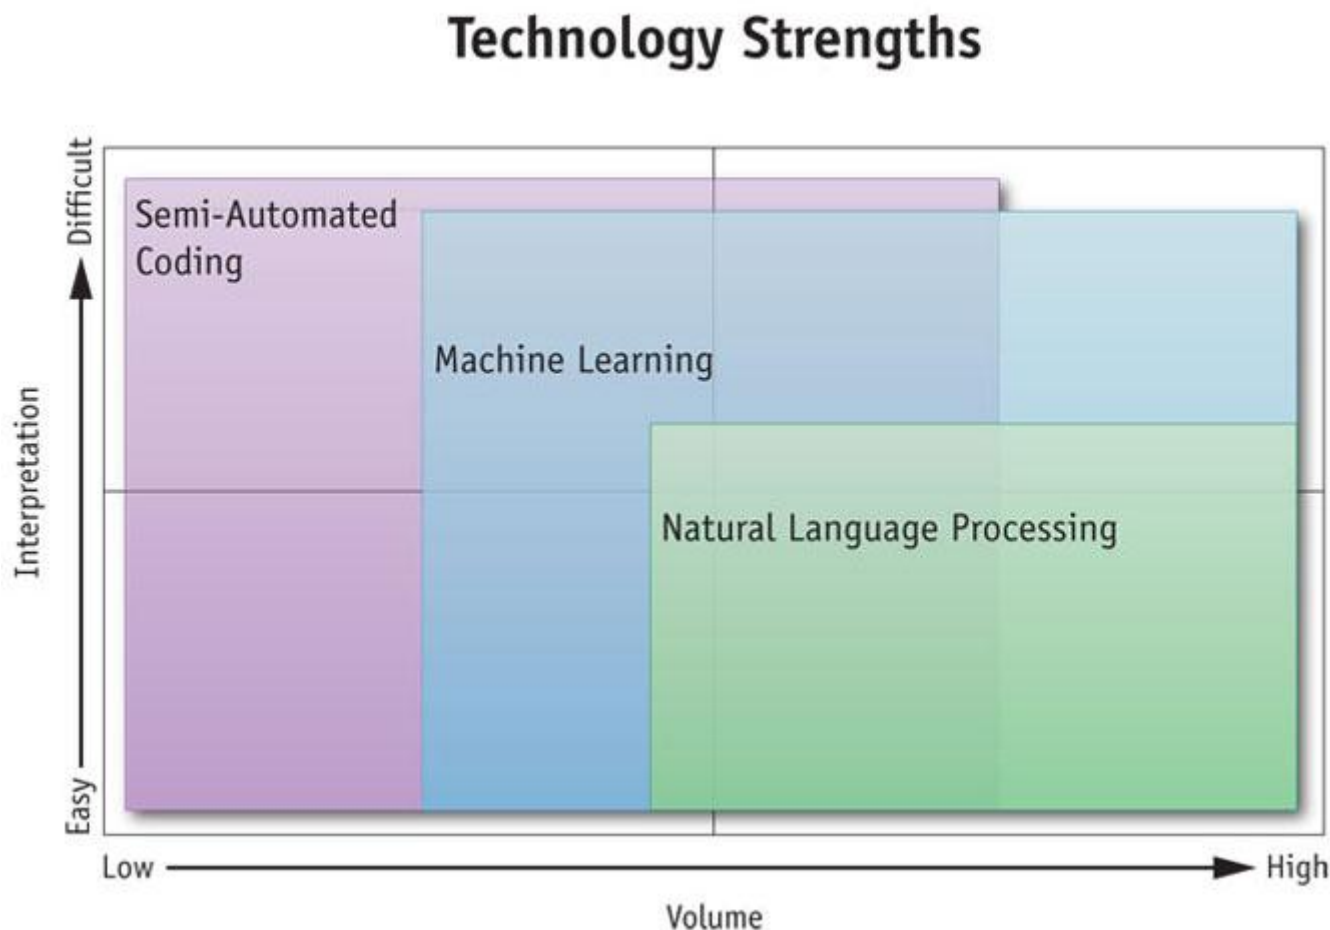 Technology Strengths
Difficult
Interpretation
Easy
Semi-Automated
Coding
Machine Learning
Natural Language Processing
Low
High
Volume